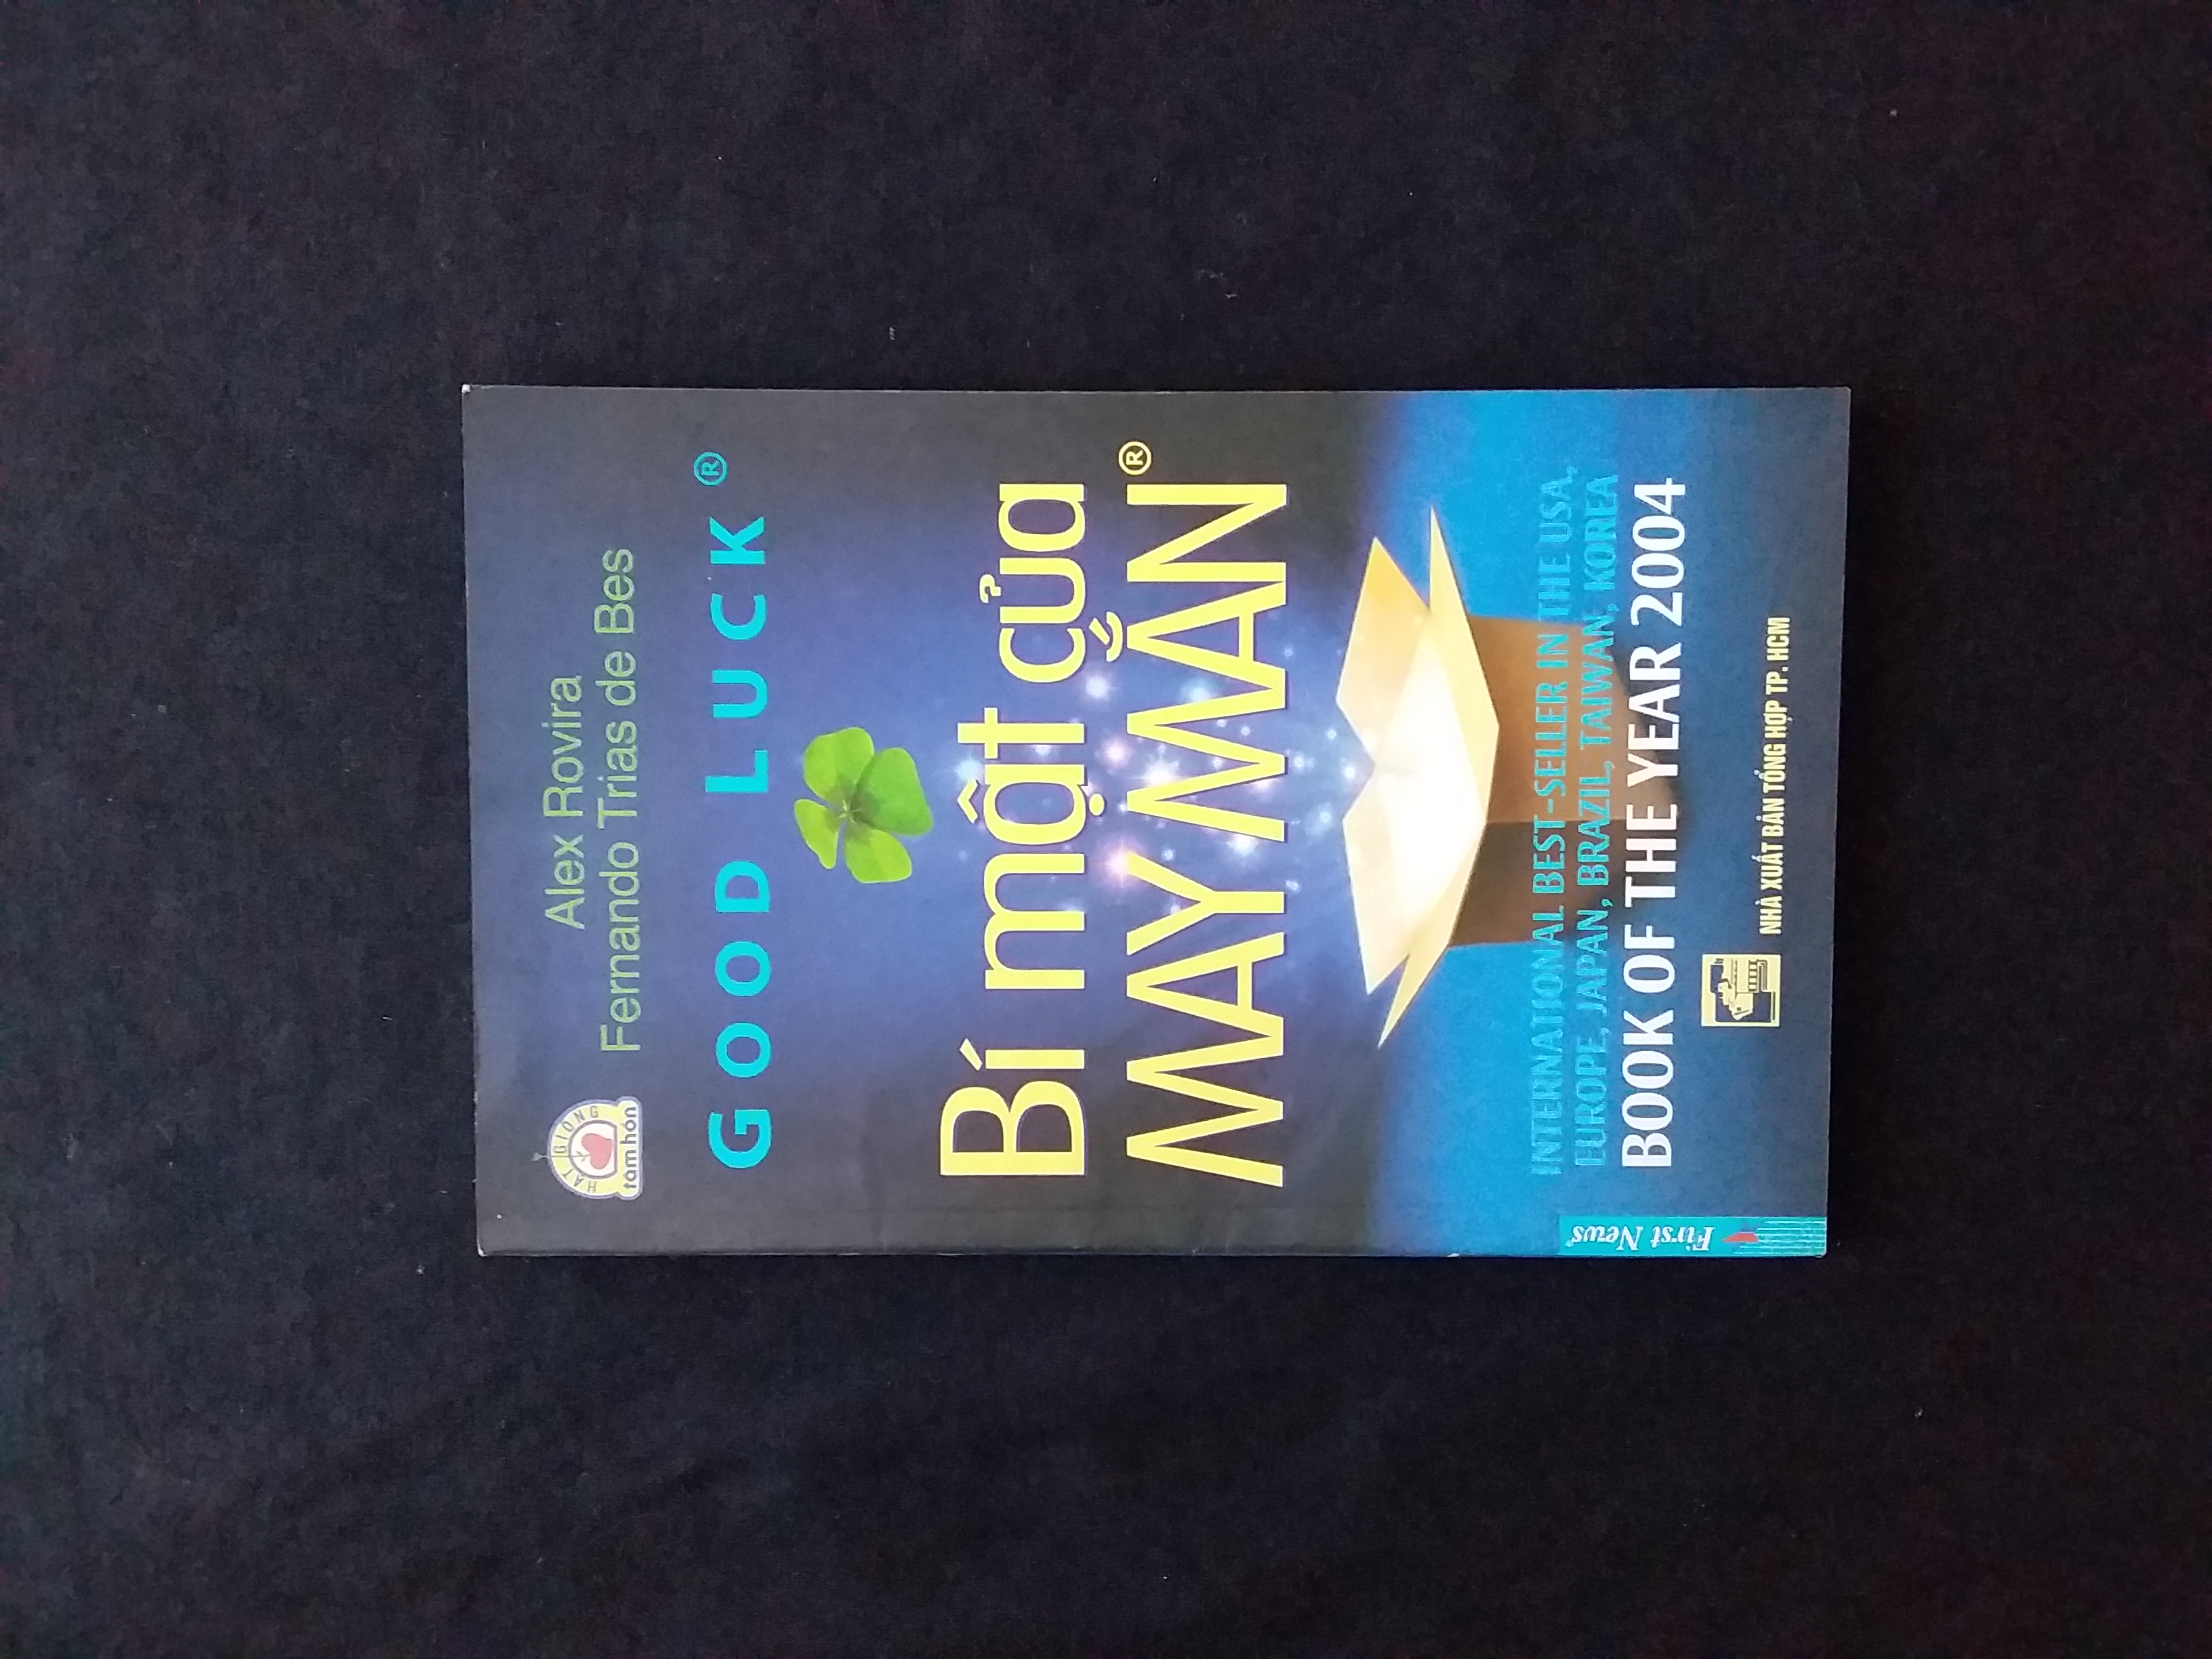 HẠT GIỐNG
tâm hồn
Alex Rovira
Fernando Trias de Bes
GOOD LUCK®
Bí mật của
MAY MẮN®
INTERNATIONAL BEST-SELLER IN THE USA,
EUROPE, JAPAN, BRAZIL, TAIWAN, KOREA
BOOK OF THE YEAR 2004
First News®
NHÀ XUẤT BẢN TỔNG HỢP TP. HCM